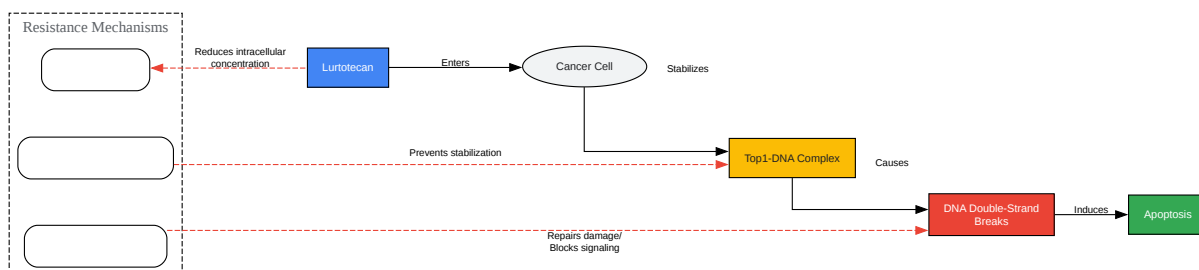 Resistance Mechanisms
Reduces intracellular
concentration
Lurtotecan
Enters
Cancer Cell
Stabilizes
Prevents stabilization
Top1-DNA Complex
Causes
DNA Double-Strand
Breaks
Induces
Apoptosis
Repairs damage/
Blocks signaling